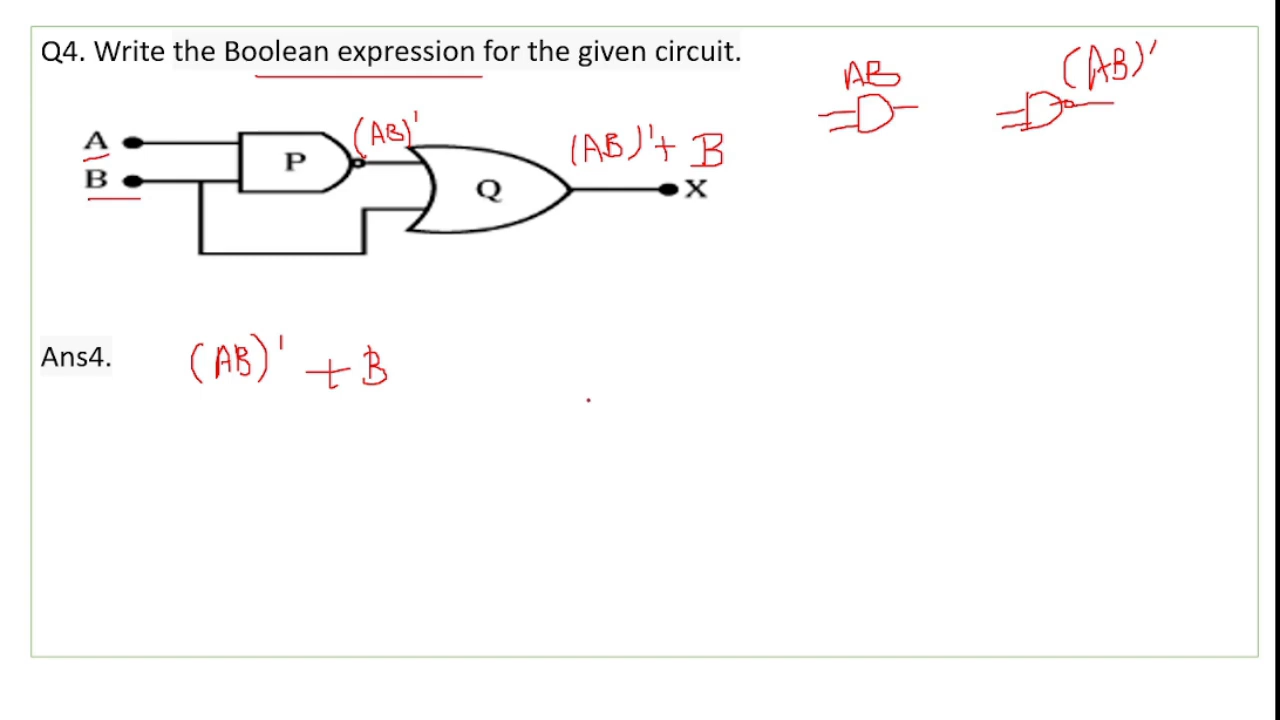 Q4. Write the Boolean expression for the given circuit.
AB
(AB)'
A
B
P
(AB)'
Q
(AB)' + B
X
Ans4. (AB)' + B